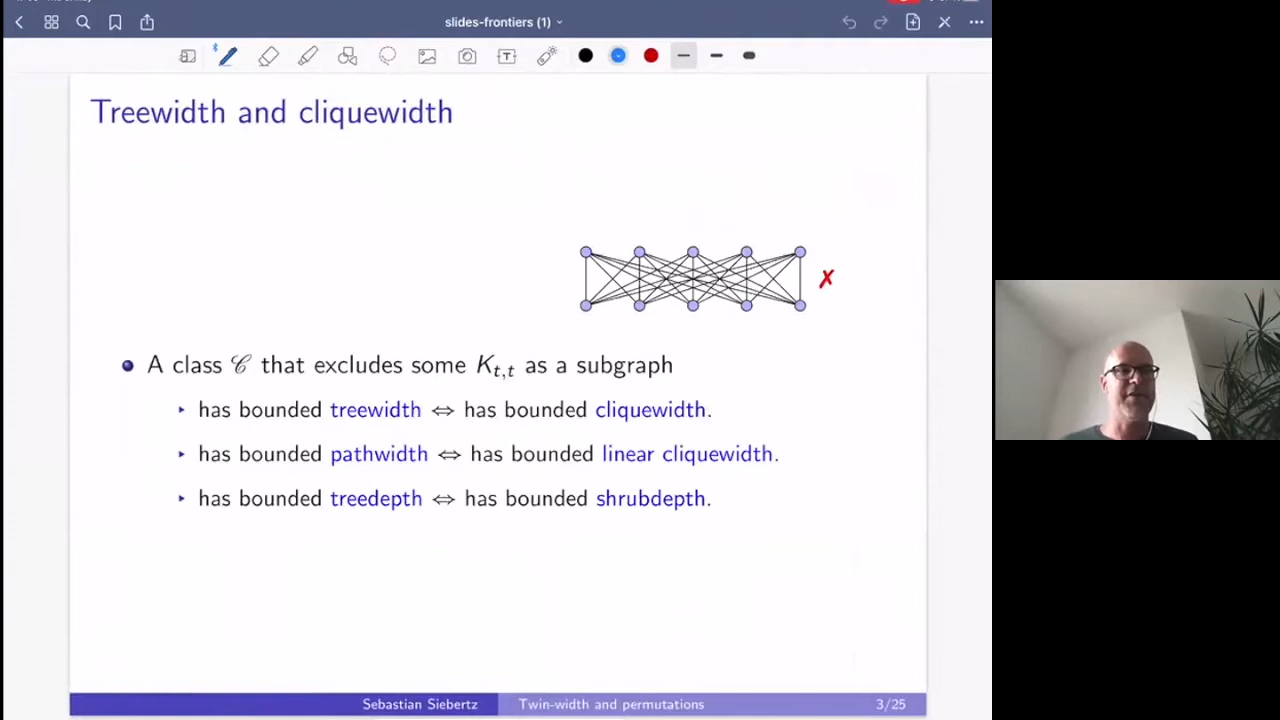 slides-frontiers (1)
Treewidth and cliquewidth
✗
A class 𝒞 that excludes some K_{t,t} as a subgraph
has bounded treewidth ⇔ has bounded cliquewidth.
has bounded pathwidth ⇔ has bounded linear cliquewidth.
has bounded treedepth ⇔ has bounded shrubdepth.
Sebastian Siebertz Twin-width and permutations 3/25